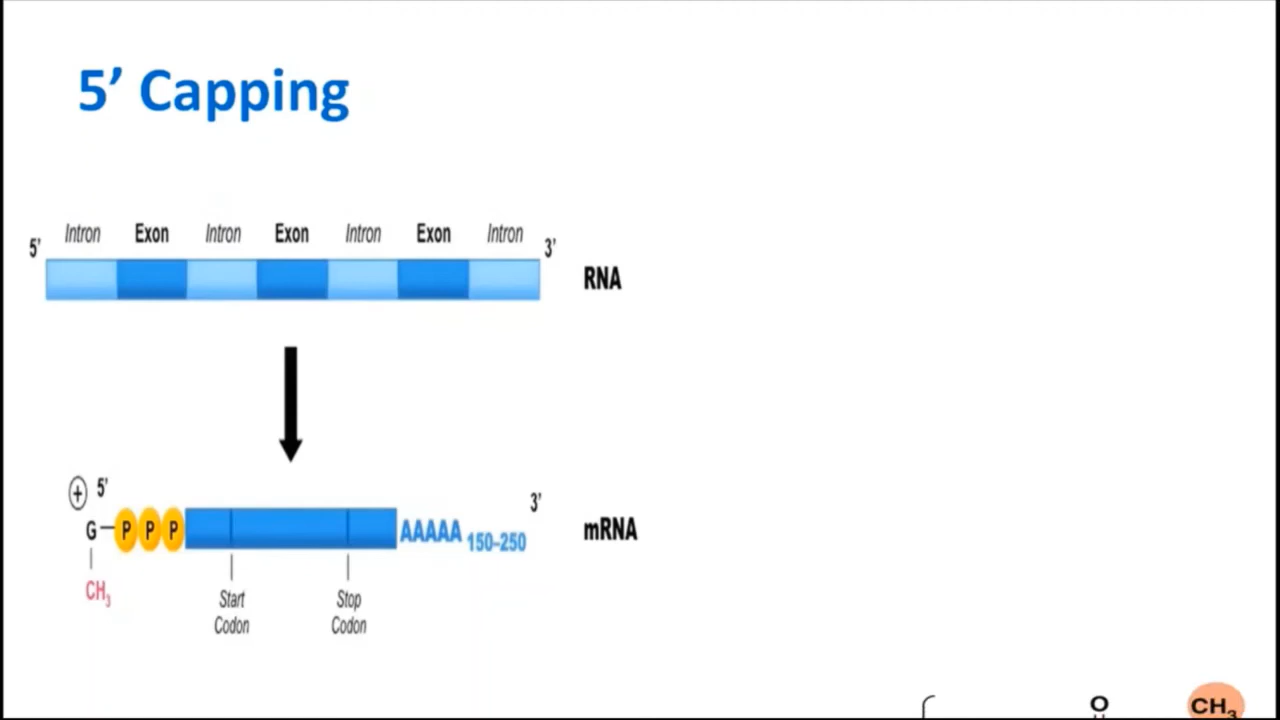 5’ Capping
Intron Exon Intron Exon Intron Exon Intron
5' 3'
RNA
+ 5'
3'
G P P P AAAAA 150–250 mRNA
CH3
Start Codon
Stop Codon
O CH3